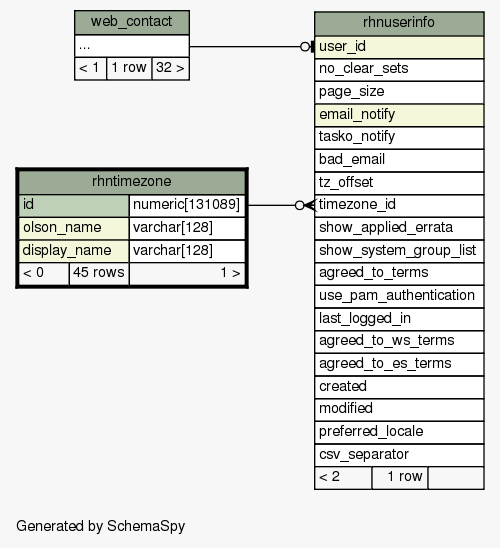 web_contact
...
< 1 1 row 32 >
rhntimezone
id numeric[131089]
olson_name varchar[128]
display_name varchar[128]
< 0 45 rows 1 >
rhnuserinfo
user_id
no_clear_sets
page_size
email_notify
tasko_notify
bad_email
tz_offset
timezone_id
show_applied_errata
show_system_group_list
agreed_to_terms
use_pam_authentication
last_logged_in
agreed_to_ws_terms
agreed_to_es_terms
created
modified
preferred_locale
csv_separator
< 2 1 row
Generated by SchemaSpy